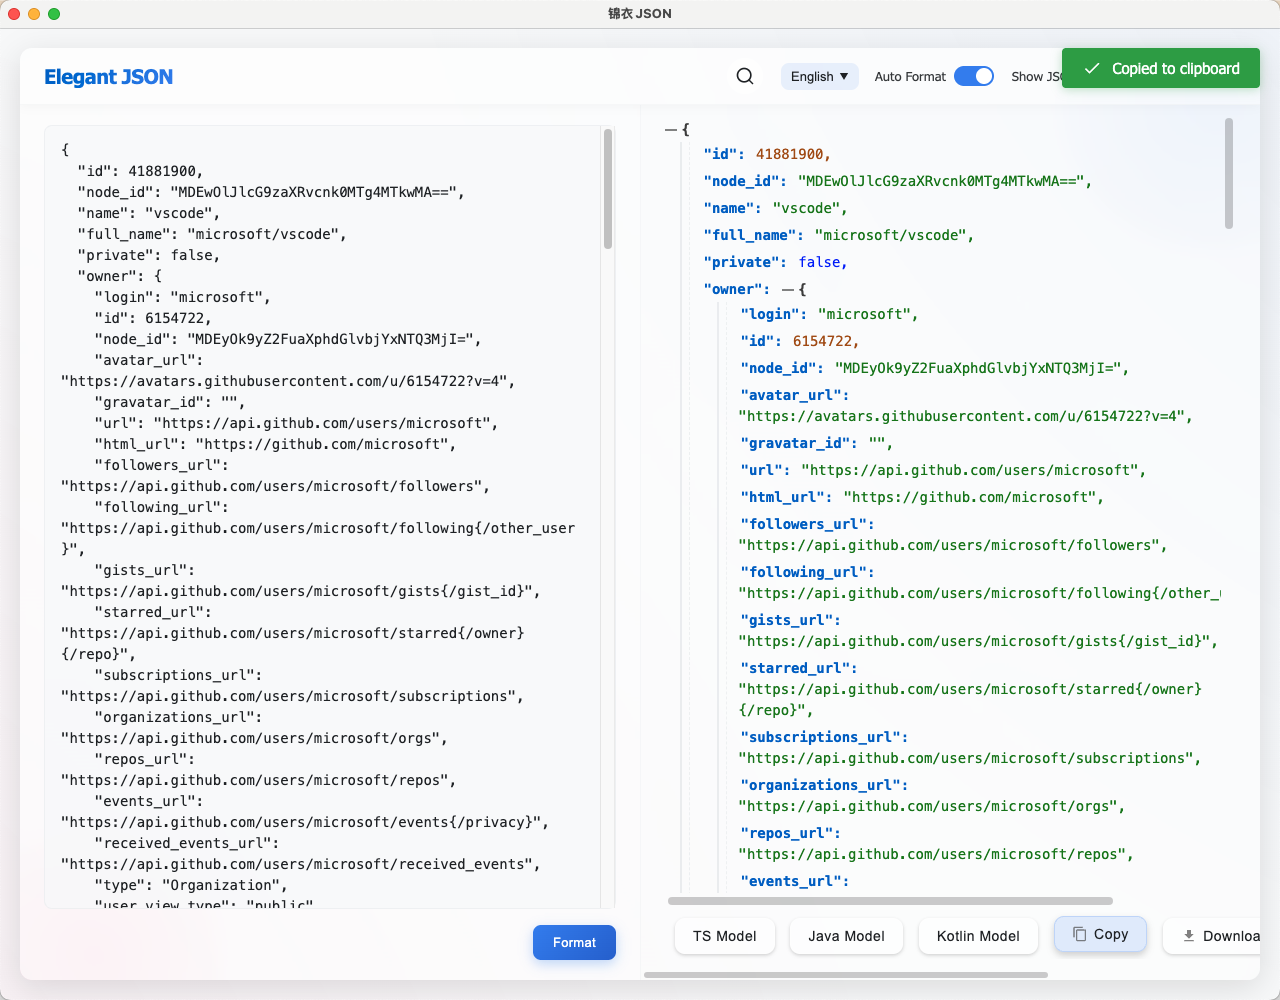 锦衣 JSON
Elegant JSON
English ▼
Auto Format
Show JSO
Copied to clipboard
{
"id": 41881900,
"node_id": "MDEwOlJlcG9zaXRvcnk0MTg4MTkwMA==",
"name": "vscode",
"full_name": "microsoft/vscode",
"private": false,
"owner": {
"login": "microsoft",
"id": 6154722,
"node_id": "MDEyOk9yZ2FuaXphdGlvbjYxNTQ3MjI=",
"avatar_url":
"https://avatars.githubusercontent.com/u/6154722?v=4",
"gravatar_id": "",
"url": "https://api.github.com/users/microsoft",
"html_url": "https://github.com/microsoft",
"followers_url":
"https://api.github.com/users/microsoft/followers",
"following_url":
"https://api.github.com/users/microsoft/following{/other_user
}",
"gists_url":
"https://api.github.com/users/microsoft/gists{/gist_id}",
"starred_url":
"https://api.github.com/users/microsoft/starred{/owner}
{/repo}",
"subscriptions_url":
"https://api.github.com/users/microsoft/subscriptions",
"organizations_url":
"https://api.github.com/users/microsoft/orgs",
"repos_url":
"https://api.github.com/users/microsoft/repos",
"events_url":
"https://api.github.com/users/microsoft/events{/privacy}",
"received_events_url":
"https://api.github.com/users/microsoft/received_events",
"type": "Organization",
"user_view_type": "public"
Format
{
"id": 41881900,
"node_id": "MDEwOlJlcG9zaXRvcnk0MTg4MTkwMA==",
"name": "vscode",
"full_name": "microsoft/vscode",
"private": false,
"owner": {
"login": "microsoft",
"id": 6154722,
"node_id": "MDEyOk9yZ2FuaXphdGlvbjYxNTQ3MjI=",
"avatar_url":
"https://avatars.githubusercontent.com/u/6154722?v=4",
"gravatar_id": "",
"url": "https://api.github.com/users/microsoft",
"html_url": "https://github.com/microsoft",
"followers_url":
"https://api.github.com/users/microsoft/followers",
"following_url":
"https://api.github.com/users/microsoft/following{/other_u
"gists_url":
"https://api.github.com/users/microsoft/gists{/gist_id}",
"starred_url":
"https://api.github.com/users/microsoft/starred{/owner}
{/repo}",
"subscriptions_url":
"https://api.github.com/users/microsoft/subscriptions",
"organizations_url":
"https://api.github.com/users/microsoft/orgs",
"repos_url":
"https://api.github.com/users/microsoft/repos",
"events_url":
TS Model
Java Model
Kotlin Model
Copy
Downloa